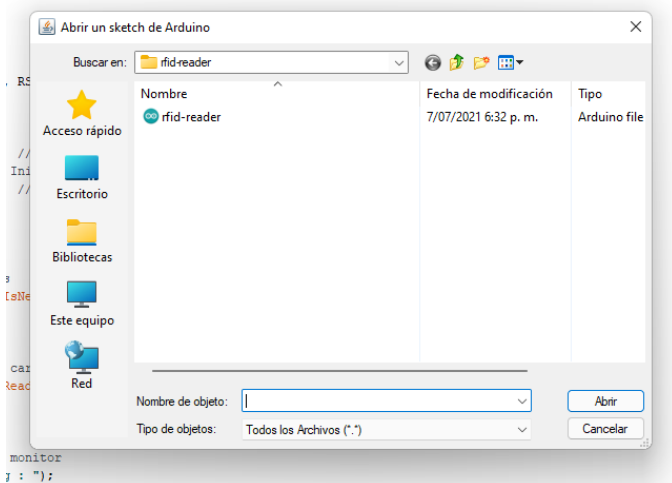 Abrir un sketch de Arduino
Buscar en: rfid-reader
, RS
Nombre Fecha de modificación Tipo
rfid-reader 7/07/2021 6:32 p. m. Arduino file
Acceso rápido
//
Ini
//
Escritorio
Bibliotecas
s
IsNe
Este equipo
car
Read
Red
Nombre de objeto:
Abrir
Tipo de objetos: Todos los Archivos (*.*)
Cancelar
monitor
g : ");